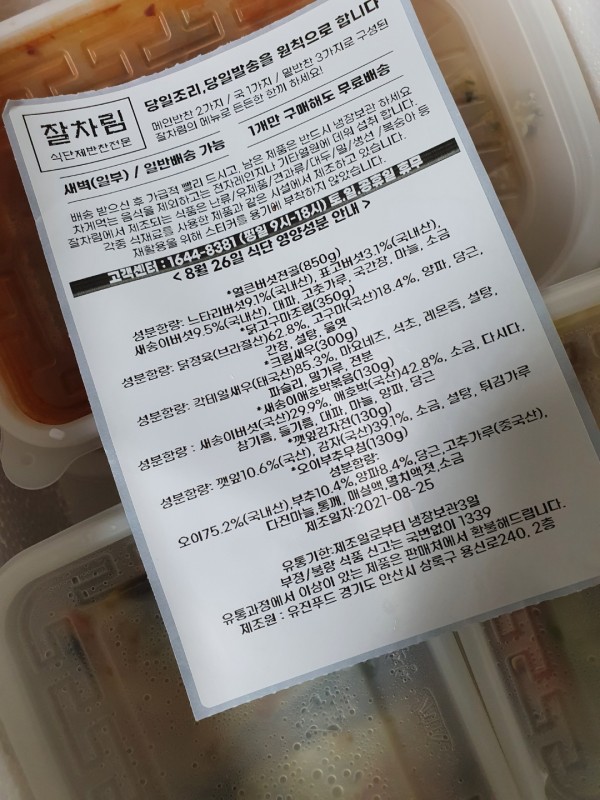 당일조리,당일발송을 원칙으로 합니다
메인반찬 2가지 / 국 1가지 / 밑반찬 3가지로 구성된
잘차림의 메뉴로 든든한 한끼 하세요!
잘차림
식단제반찬전문
새벽(일부) / 일반배송 가능
1개만 구매해도 무료배송
배송 받으신 후 가급적 빨리 드시고 남은 제품은 반드시 냉장보관 하세요
차게먹는 음식을 제외하고는 전자레인지나 기타열원에 데워 섭취 합니다.
잘차림에서 제조되는 식품은 난류/유제품/견과류/대두/밀/생선 /복숭아 등
각종 식재료를 사용한 제품과 같은 시설에서 제조하고 있습니다.
재활용을 위해 스티커를 용기에 부착하지 않았습니다.
고객센터 : 1644-8381 (평일 9시-18시) 토,일,공휴일 휴무
< 8월 26일 식단 영양성분 안내 >
*얼큰버섯전골(850g)
성분함량: 느타리버섯9.1%(국내산), 표고버섯3.1%(국내산),
새송이버섯9.5%(국내산), 대파, 고추가루, 국간장, 마늘, 소금
*닭고구마조림(350g)
성분함량: 닭정육(브라질산)62.8%, 고구마(국산)18.4%, 양파, 당근,
간장, 설탕, 물엿
*크림새우(300g)
성분함량: 칵테일새우(태국산)85.3%, 마요네즈, 식초, 레몬즙, 설탕,
파슬리, 밀가루, 전분
*새송이애호박볶음(130g)
성분함량 : 새송이버섯(국산)29.9%, 애호박(국산)42.8%, 소금, 다시다,
참기름, 들기름, 대파, 마늘, 양파, 당근
*깻잎감자전(130g)
성분함량: 깻잎10.6%(국산), 감자(국산)39.1%, 소금, 설탕, 튀김가루
*오이부추무침(130g)
성분함량:
오이75.2%(국내산),부추10.4%,양파8.4%,당근,고추가루(중국산),
다진마늘,통깨, 매실액,멸치액젓,소금
제조일자:2021-08-25
유통기한:제조일로부터 냉장보관3일
부정/불량 식품 신고는 국번없이 1339
유통과정에서 이상이 있는 제품은 판매처에서 환불해드립니다.
제조원 : 유진푸드 경기도 안산시 상록구 용신로240, 2층